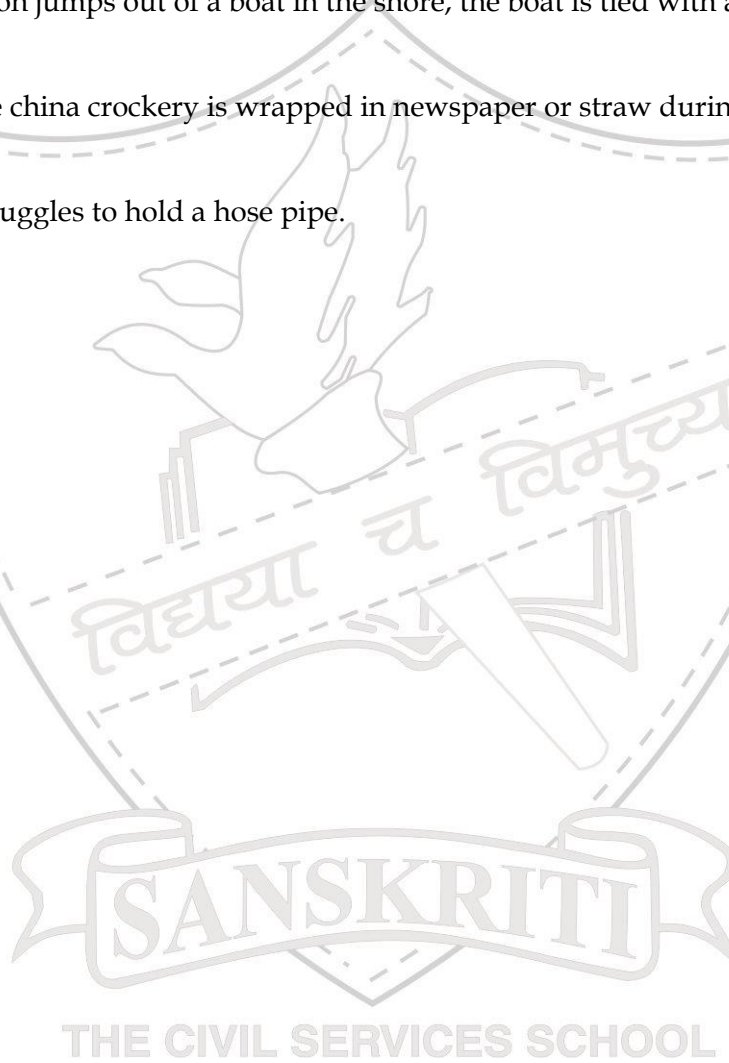 on jumps out of a boat in the shore, the boat is tied with a
china crockery is wrapped in newspaper or straw durin
uggles to hold a hose pipe.
विद्यया च विमुच्य
SANSKRITI
THE CIVIL SERVICES SCHOOL